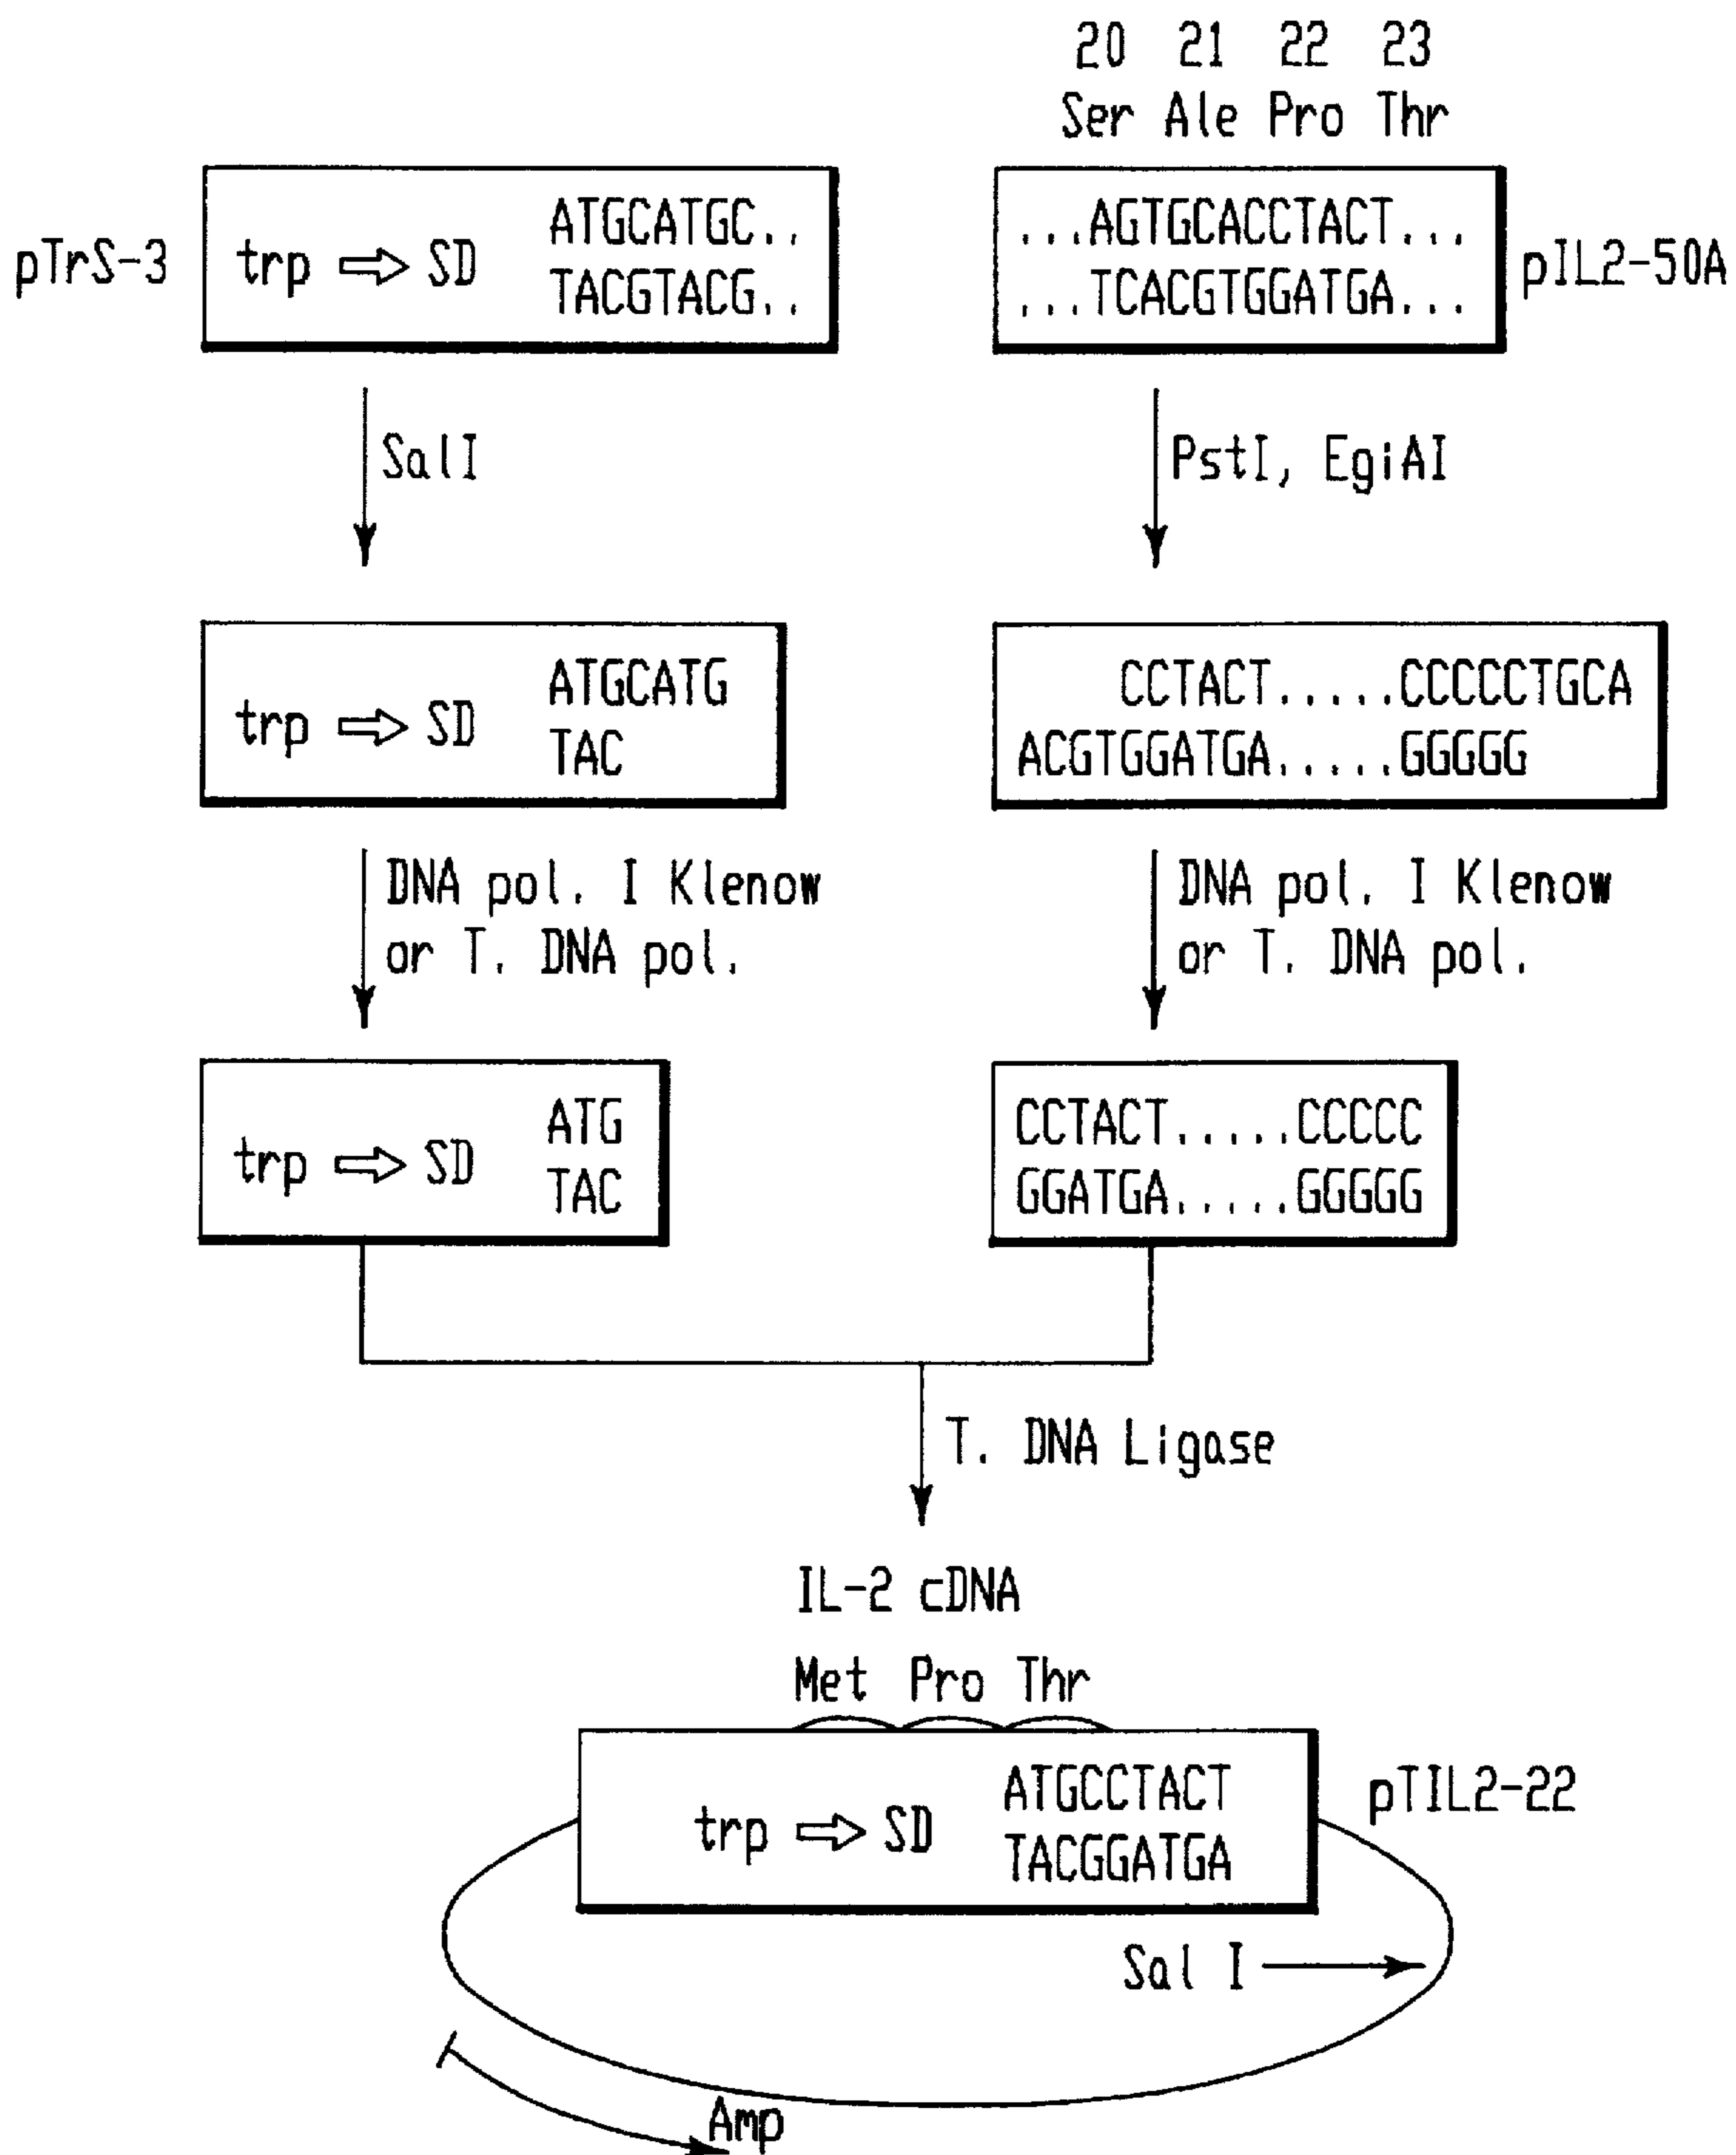 20 21 22 23
Ser Ale Pro Thr
pTrS-3
trp ⇨ SD
ATGCATGC..
TACGTACG..
...AGTGCACCTACT...
...TCACGTGGATGA...
pIL2-50A
SalI
PstI, EgiAI
trp ⇨ SD
ATGCATG
TAC
CCTACT.....CCCCCTGCA
ACGTGGATGA.....GGGGG
DNA pol. I Klenow
or T. DNA pol.
DNA pol. I Klenow
or T. DNA pol.
trp ⇨ SD
ATG
TAC
CCTACT.....CCCCC
GGATGA.....GGGGG
T. DNA Ligase
IL-2 cDNA
Met Pro Thr
trp ⇨ SD
ATGCCTACT
TACGGATGA
pTIL2-22
Sal I
Amp